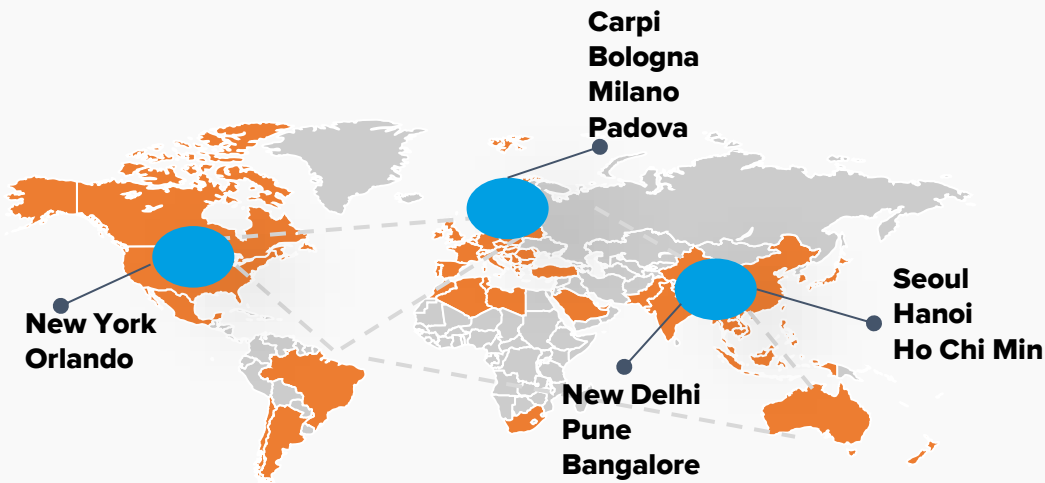 Carpi
Bologna
Milano
Padova
New York
Orlando
Seoul
Hanoi
Ho Chi Min
New Delhi
Pune
Bangalore